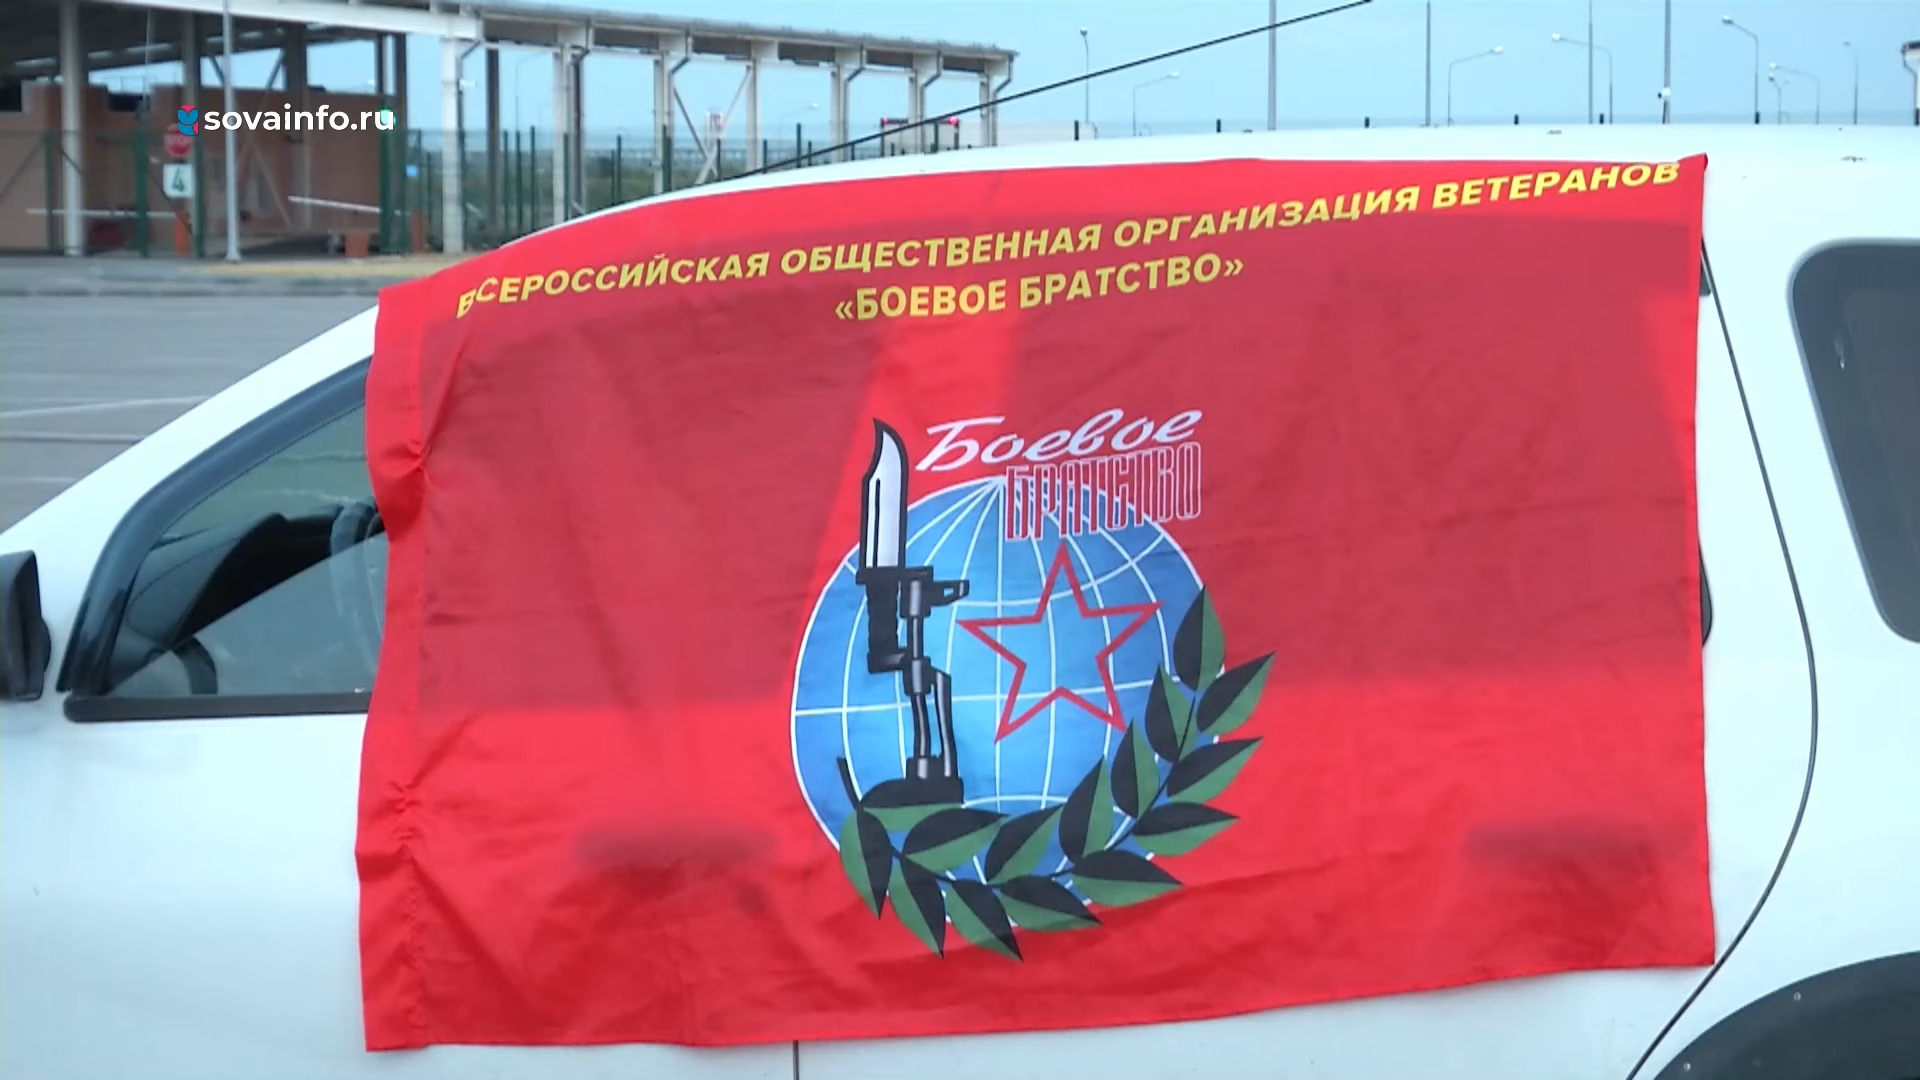 sovainfo.ru
4
ВСЕРОССИЙСКАЯ ОБЩЕСТВЕННАЯ ОРГАНИЗАЦИЯ ВЕТЕРАНОВ
«БОЕВОЕ БРАТСТВО»
Боевое
БРАТСТВО